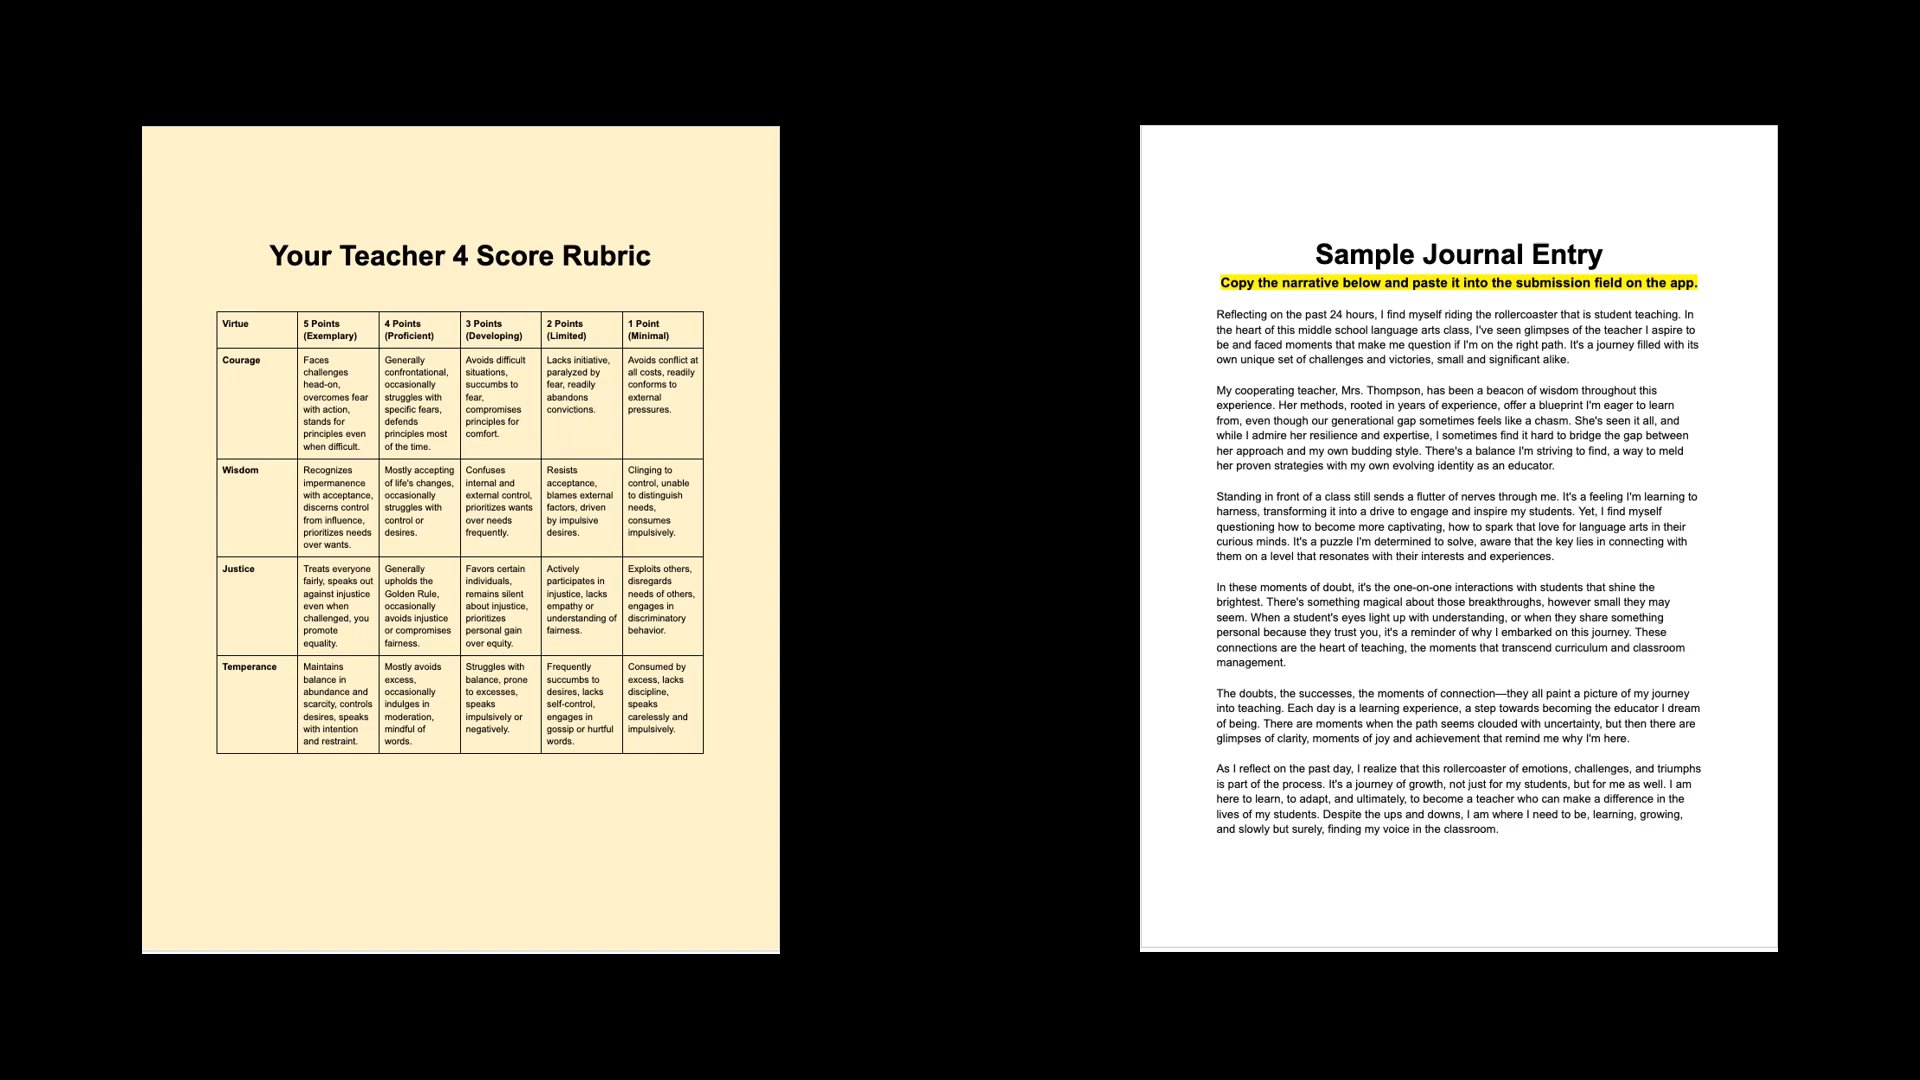 Your Teacher 4 Score Rubric
Virtue
5 Points
(Exemplary)
4 Points
(Proficient)
3 Points
(Developing)
2 Points
(Limited)
1 Point
(Minimal)
Courage
Faces
challenges
head-on,
overcomes fear
with action,
stands for
principles even
when difficult.
Generally
confrontational,
occasionally
struggles with
specific fears,
defends
principles most
of the time.
Avoids difficult
situations,
succumbs to
fear,
compromises
principles for
comfort.
Lacks initiative,
paralyzed by
fear, readily
abandons
convictions.
Avoids conflict at
all costs, readily
conforms to
external
pressures.
Wisdom
Recognizes
impermanence
with acceptance,
discerns control
from influence,
prioritizes needs
over wants.
Mostly accepting
of life's changes,
occasionally
struggles with
control or
desires.
Confuses
internal and
external control,
prioritizes wants
over needs
frequently.
Resists
acceptance,
blames external
factors, driven
by impulsive
desires.
Clinging to
control, unable
to distinguish
needs,
consumes
impulsively.
Justice
Treats everyone
fairly, speaks out
against injustice
even when
challenged, you
promote
equality.
Generally
upholds the
Golden Rule,
occasionally
avoids injustice
or compromises
fairness.
Favors certain
individuals,
remains silent
about injustice,
prioritizes
personal gain
over equity.
Actively
participates in
injustice, lacks
empathy or
understanding of
fairness.
Exploits others,
disregards
needs of others,
engages in
discriminatory
behavior.
Temperance
Maintains
balance in
abundance and
scarcity, controls
desires, speaks
with intention
and restraint.
Mostly avoids
excess,
occasionally
indulges in
moderation,
mindful of
words.
Struggles with
balance, prone
to excesses,
speaks
impulsively or
negatively.
Frequently
succumbs to
desires, lacks
self-control,
engages in
gossip or hurtful
words.
Consumed by
excess, lacks
discipline,
speaks
carelessly and
impulsively.
Sample Journal Entry
Copy the narrative below and paste it into the submission field on the app.
Reflecting on the past 24 hours, I find myself riding the rollercoaster that is student teaching. In
the heart of this middle school language arts class, I've seen glimpses of the teacher I aspire to
be and faced moments that make me question if I'm on the right path. It's a journey filled with its
own unique set of challenges and victories, small and significant alike.
My cooperating teacher, Mrs. Thompson, has been a beacon of wisdom throughout this
experience. Her methods, rooted in years of experience, offer a blueprint I'm eager to learn
from, even though our generational gap sometimes feels like a chasm. She's seen it all, and
while I admire her resilience and expertise, I sometimes find it hard to bridge the gap between
her approach and my own budding style. There's a balance I'm striving to find, a way to meld
her proven strategies with my own evolving identity as an educator.
Standing in front of a class still sends a flutter of nerves through me. It's a feeling I'm learning to
harness, transforming it into a drive to engage and inspire my students. Yet, I find myself
questioning how to become more captivating, how to spark that love for language arts in their
curious minds. It's a puzzle I'm determined to solve, aware that the key lies in connecting with
them on a level that resonates with their interests and experiences.
In these moments of doubt, it's the one-on-one interactions with students that shine the
brightest. There's something magical about those breakthroughs, however small they may
seem. When a student's eyes light up with understanding, or when they share something
personal because they trust you, it's a reminder of why I embarked on this journey. These
connections are the heart of teaching, the moments that transcend curriculum and classroom
management.
The doubts, the successes, the moments of connection—they all paint a picture of my journey
into teaching. Each day is a learning experience, a step towards becoming the educator I dream
of being. There are moments when the path seems clouded with uncertainty, but then there are
glimpses of clarity, moments of joy and achievement that remind me why I'm here.
As I reflect on the past day, I realize that this rollercoaster of emotions, challenges, and triumphs
is part of the process. It's a journey of growth, not just for my students, but for me as well. I am
here to learn, to adapt, and ultimately, to become a teacher who can make a difference in the
lives of my students. Despite the ups and downs, I am where I need to be, learning, growing,
and slowly but surely, finding my voice in the classroom.